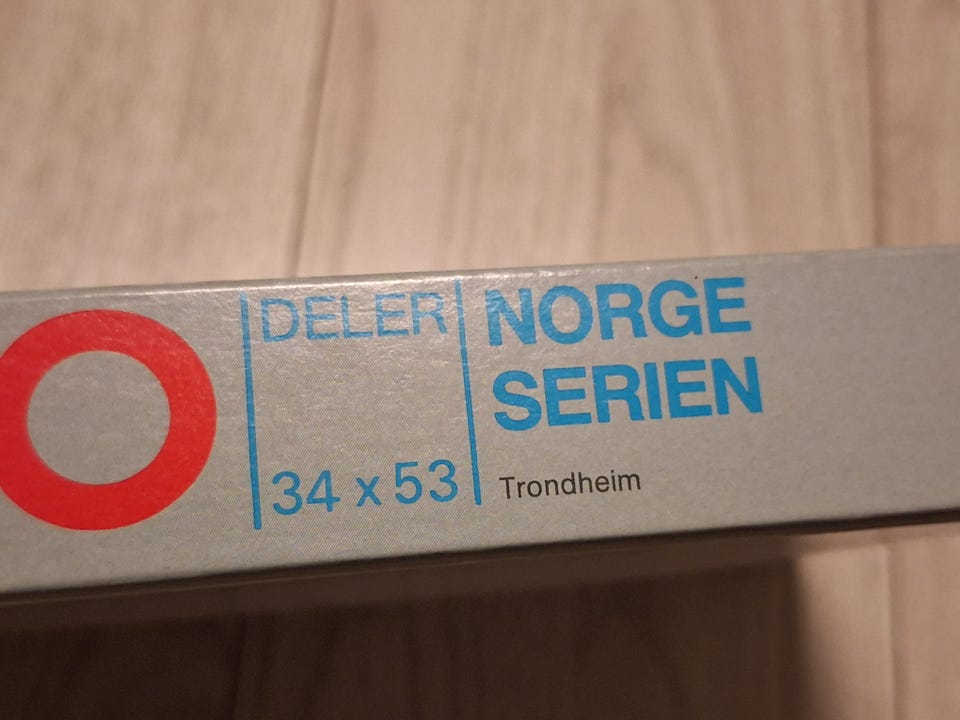 DELER
34 x 53
NORGE
SERIEN
Trondheim